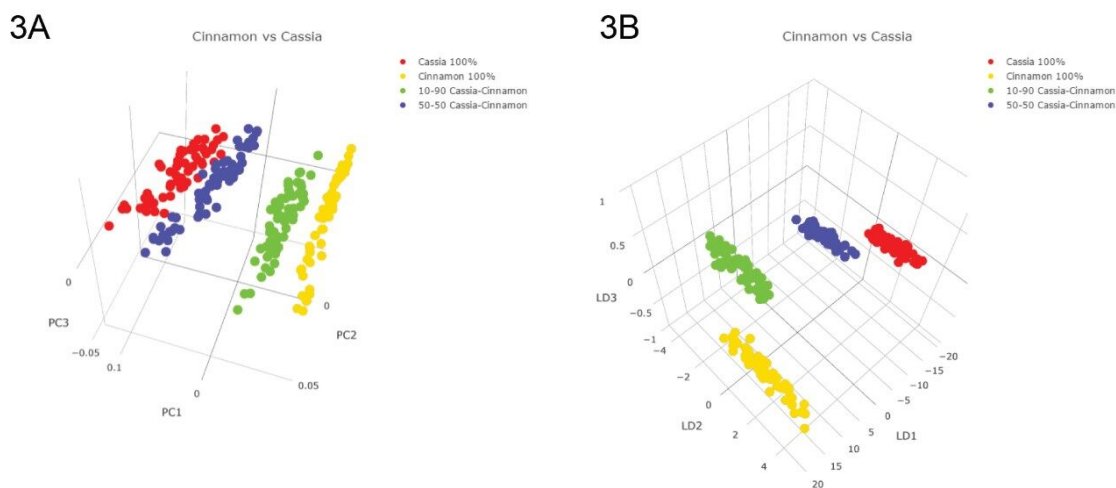 3A
Cinnamon vs Cassia
Cassia 100%
Cinnamon 100%
10-90 Cassia-Cinnamon
50-50 Cassia-Cinnamon
0
PC3
−0.05
0.1
PC1
0
0.05
0
PC2
3B
Cinnamon vs Cassia
Cassia 100%
Cinnamon 100%
10-90 Cassia-Cinnamon
50-50 Cassia-Cinnamon
1
0.5
0
LD3
−0.5
−1
−4
−2
0
LD2
2
4
−20
−15
−10
−5
0
LD1
5
10
15
20